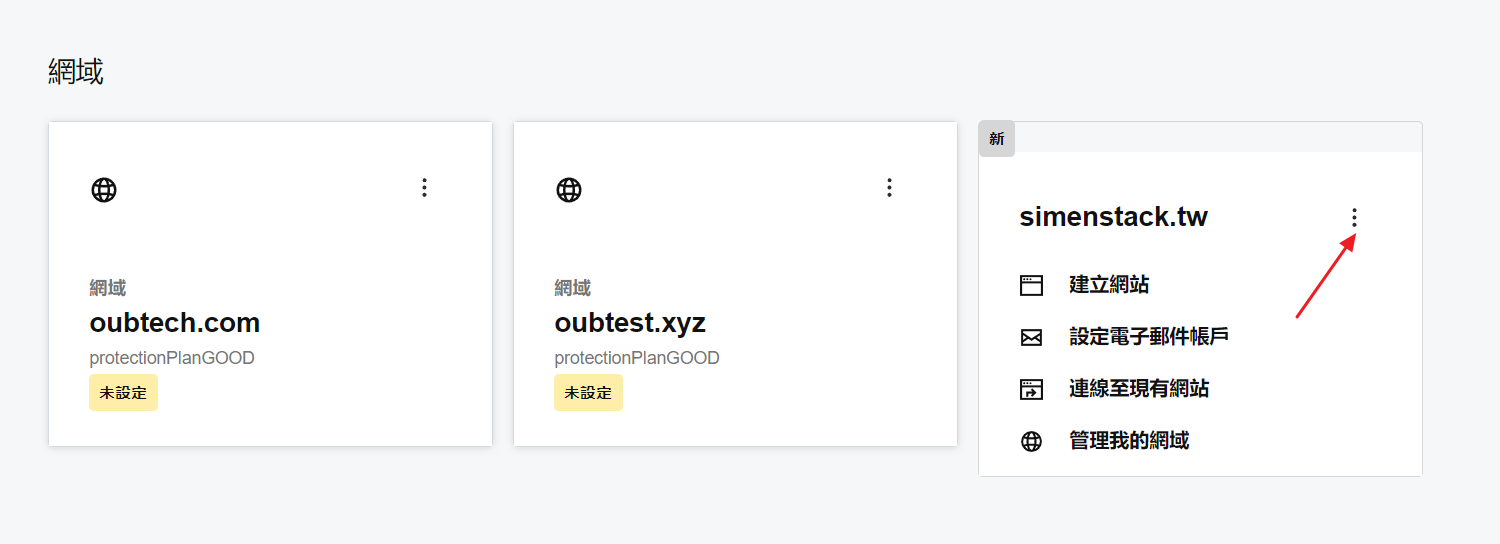 網域
網域
oubtech.com
protectionPlanGOOD
未設定
網域
oubtest.xyz
protectionPlanGOOD
未設定
新
simenstack.tw
建立網站
設定電子郵件帳戶
連線至現有網站
管理我的網域